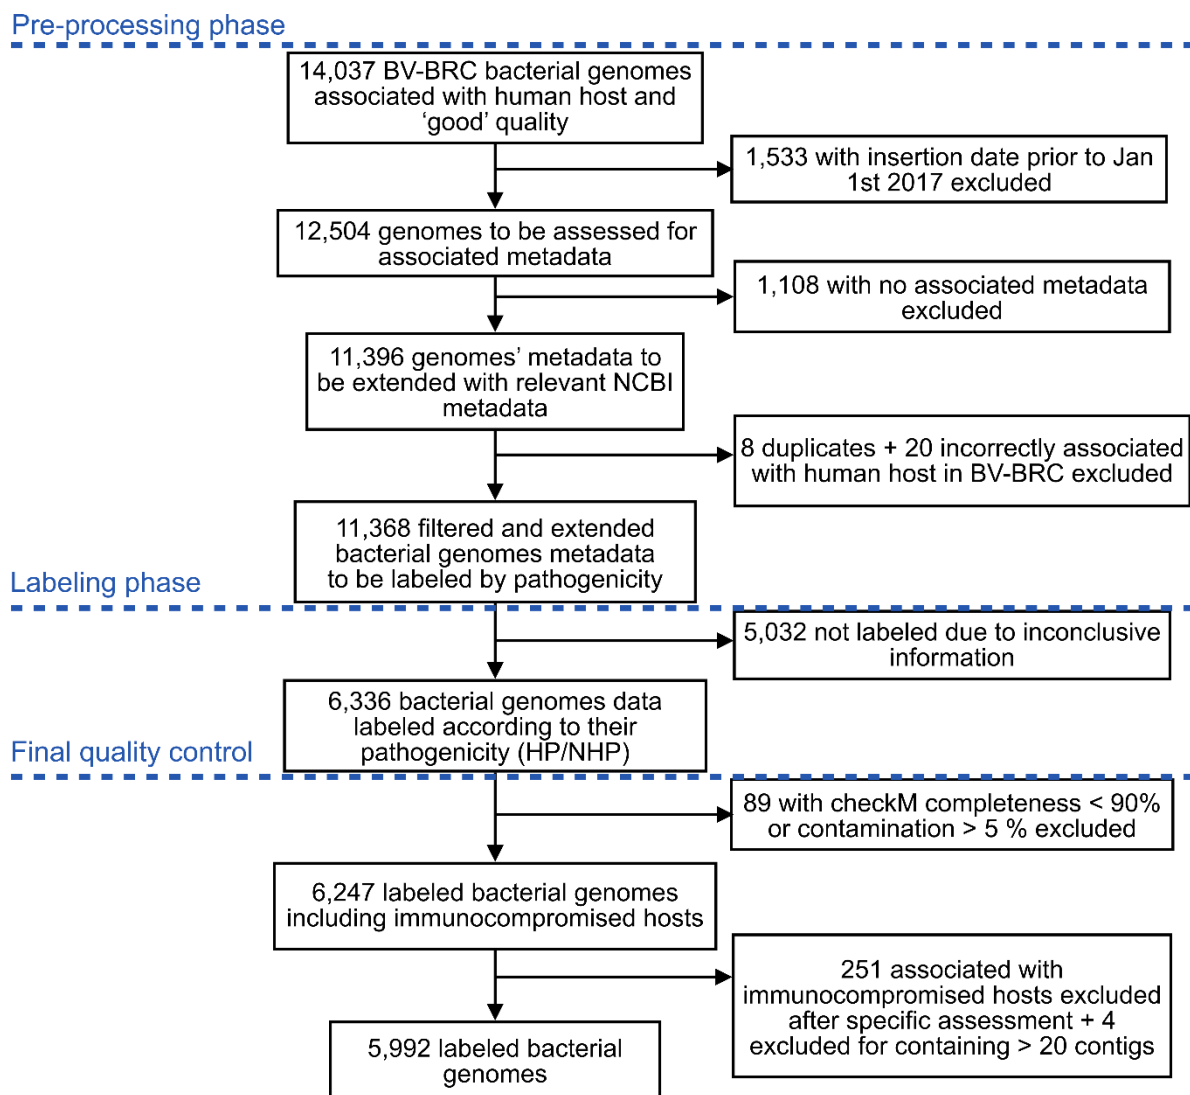 Pre-processing phase
14,037 BV-BRC bacterial genomes
associated with human host and
‘good’ quality
1,533 with insertion date prior to Jan
1st 2017 excluded
12,504 genomes to be assessed for
associated metadata
1,108 with no associated metadata
excluded
11,396 genomes’ metadata to
be extended with relevant NCBI
metadata
8 duplicates + 20 incorrectly associated
with human host in BV-BRC excluded
11,368 filtered and extended
bacterial genomes metadata
to be labeled by pathogenicity
Labeling phase
5,032 not labeled due to inconclusive
information
6,336 bacterial genomes data
labeled according to their
pathogenicity (HP/NHP)
Final quality control
89 with checkM completeness < 90%
or contamination > 5 % excluded
6,247 labeled bacterial genomes
including immunocompromised hosts
251 associated with
immunocompromised hosts excluded
after specific assessment + 4
excluded for containing > 20 contigs
5,992 labeled bacterial
genomes